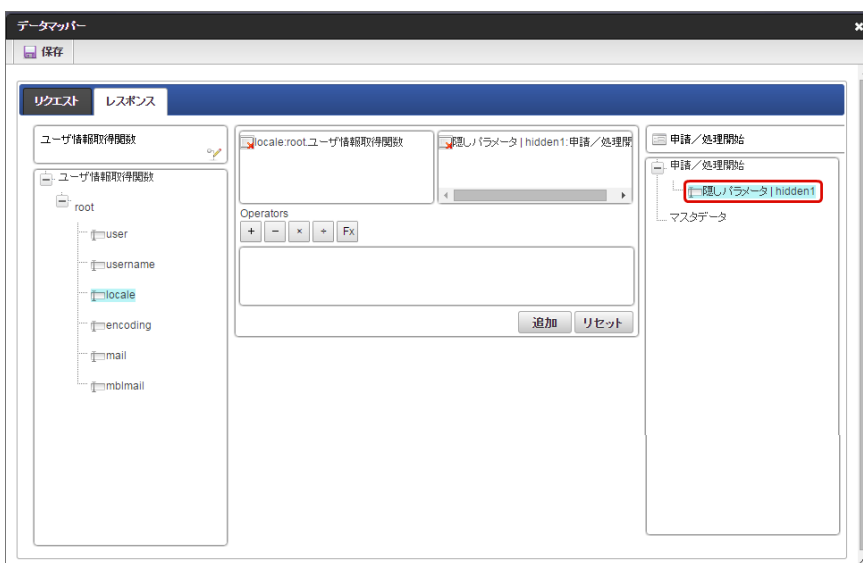 データマッパー
保存
リクエスト
レスポンス
ユーザ情報取得関数
ユーザ情報取得関数
root
user
username
locale
encoding
mail
mblmail
locale:root.ユーザ情報取得関数
隠しパラメータ | hidden1:申請／処理開
Operators
+ − × ÷ Fx
追加
リセット
申請／処理開始
申請／処理開始
隠しパラメータ | hidden1
マスタデータ